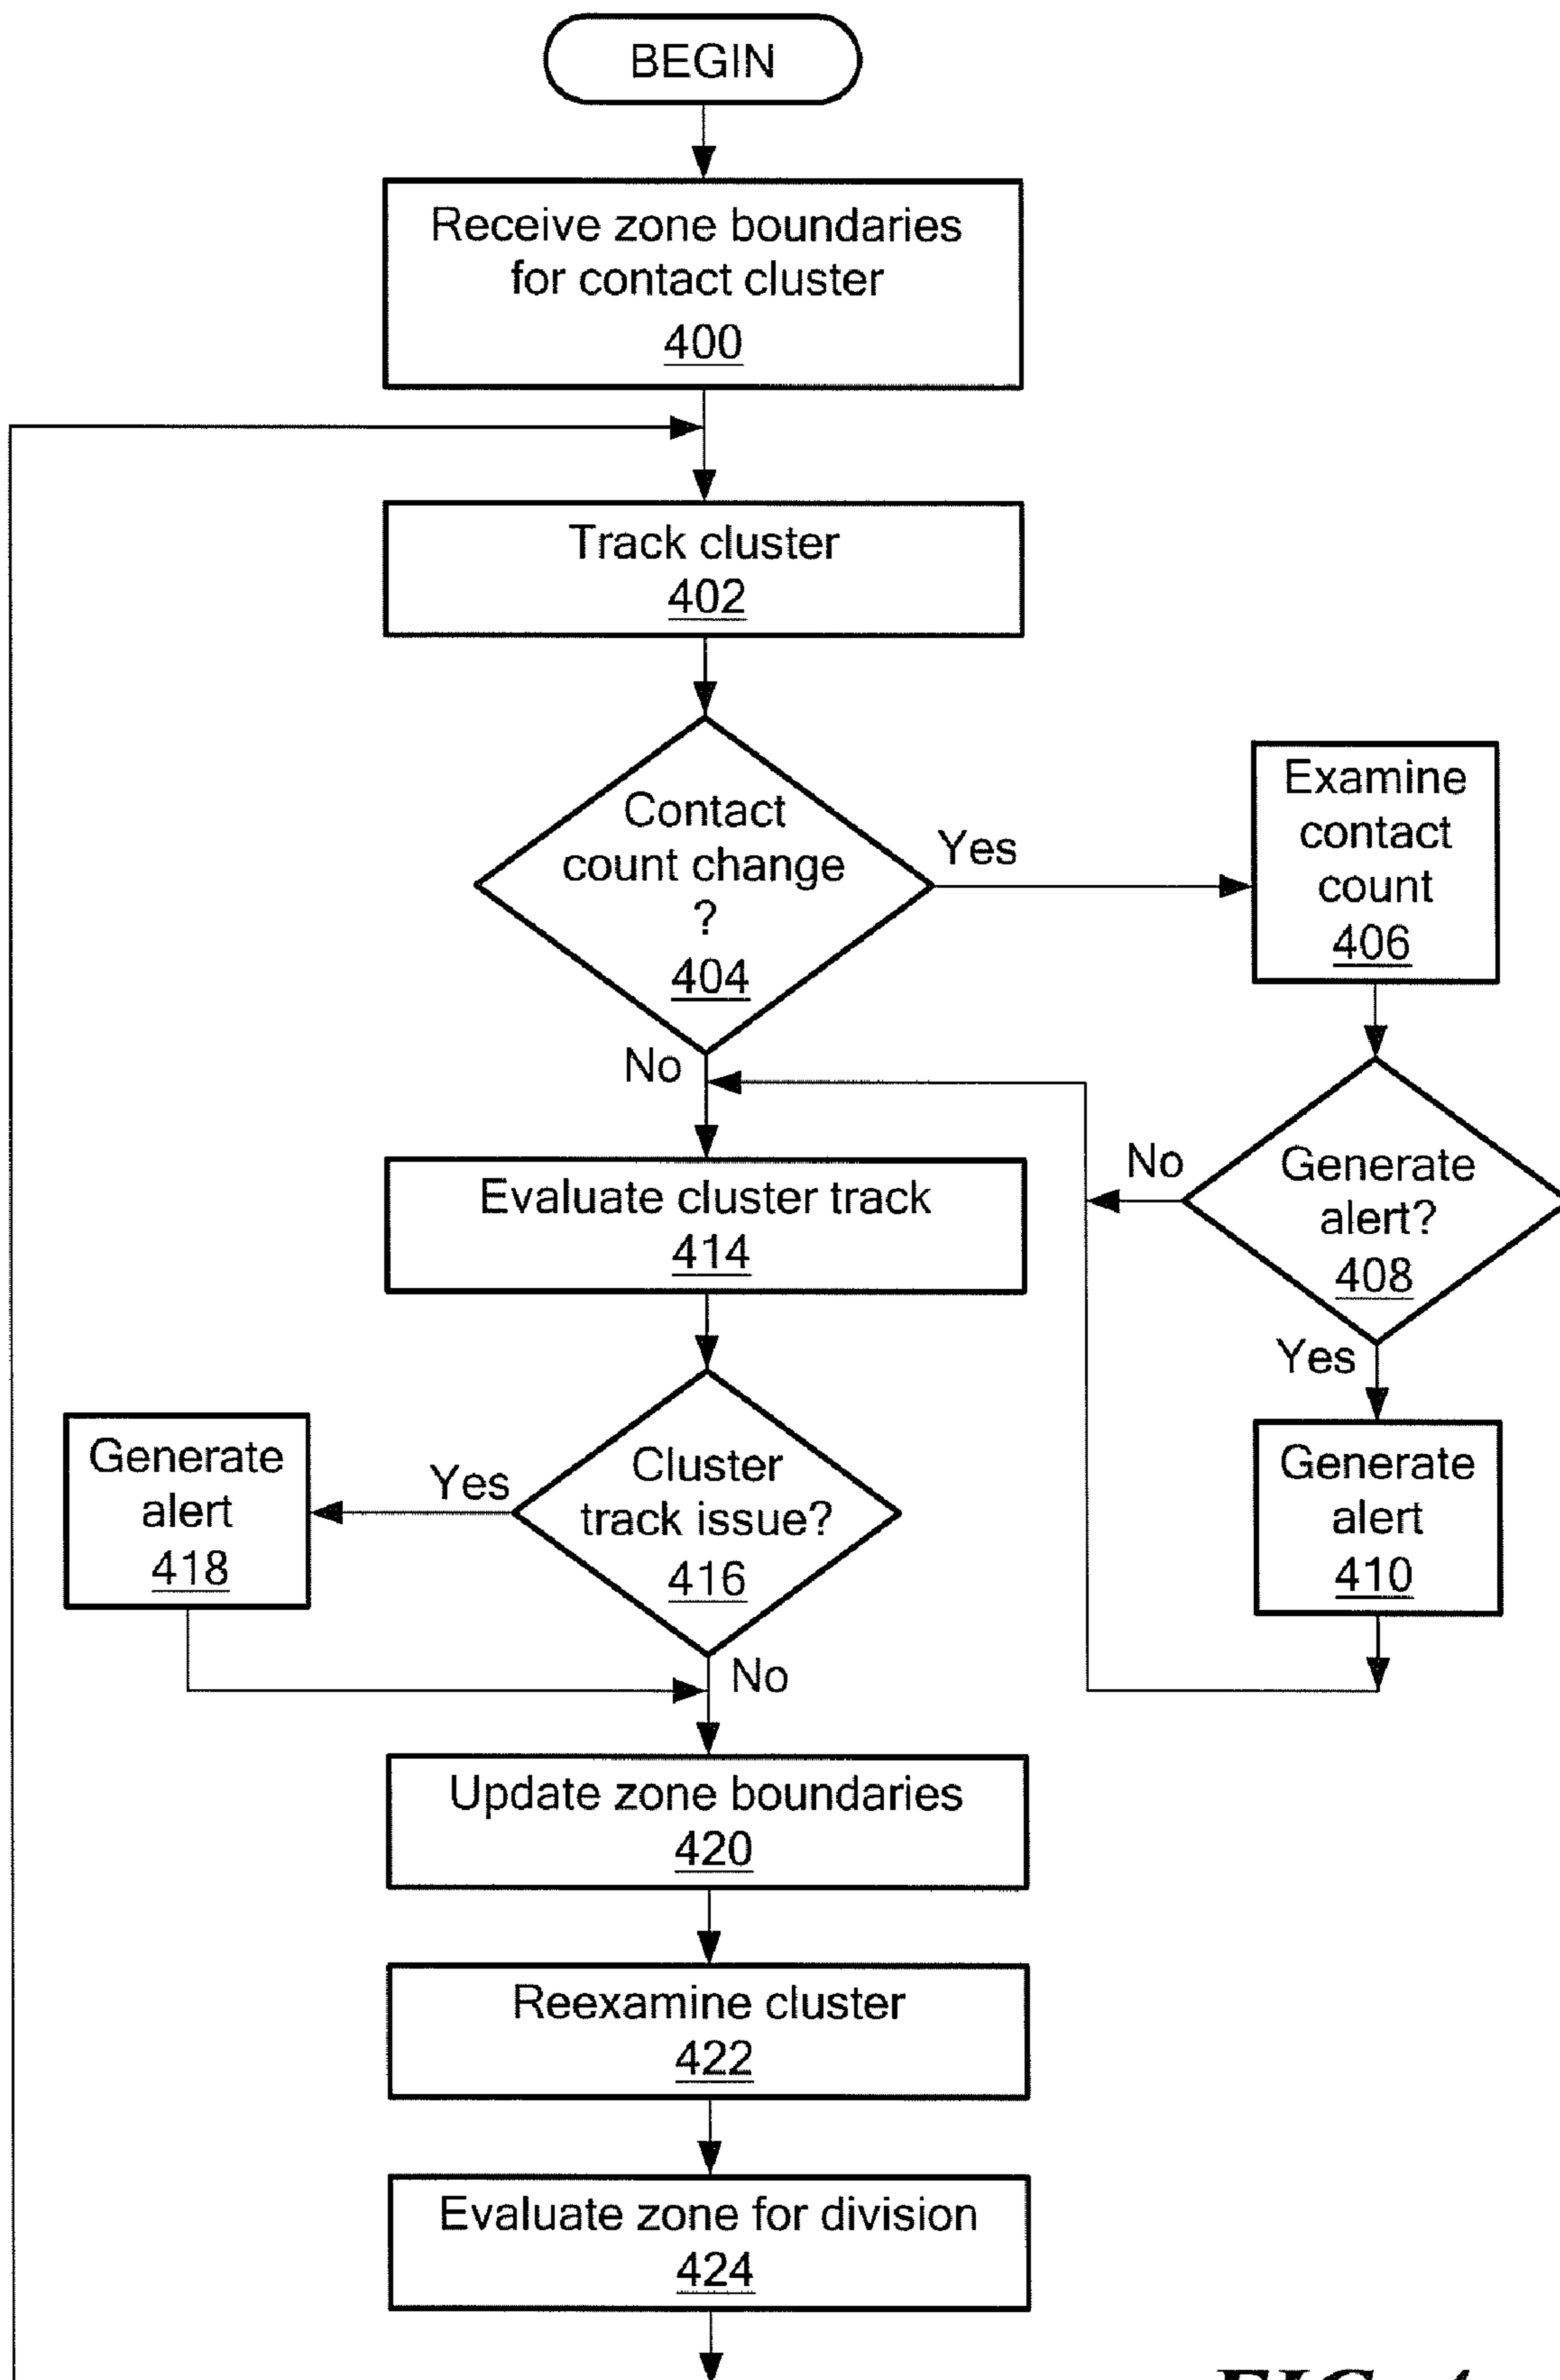 BEGIN
Receive zone boundaries
for contact cluster
400
Track cluster
402
Contact
count change
?
404
Yes
No
Examine
contact
count
406
Generate
alert?
408
No
Yes
Generate
alert
410
Evaluate cluster track
414
Cluster
track issue?
416
Yes
No
Generate
alert
418
Update zone boundaries
420
Reexamine cluster
422
Evaluate zone for division
424